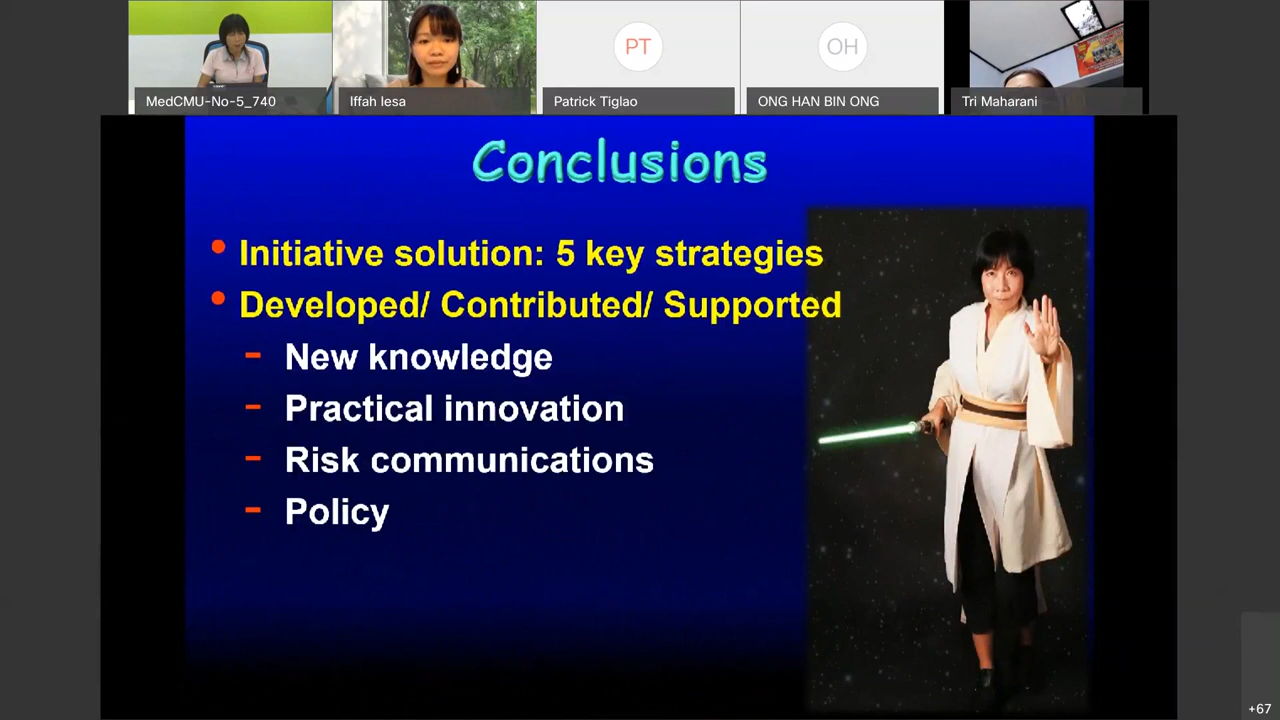 MedCMU-No-5_740
Iffah Iesa
PT
Patrick Tiglao
OH
ONG HAN BIN ONG
Tri Maharani
Conclusions
• Initiative solution: 5 key strategies
• Developed/ Contributed/ Supported
- New knowledge
- Practical innovation
- Risk communications
- Policy
+67